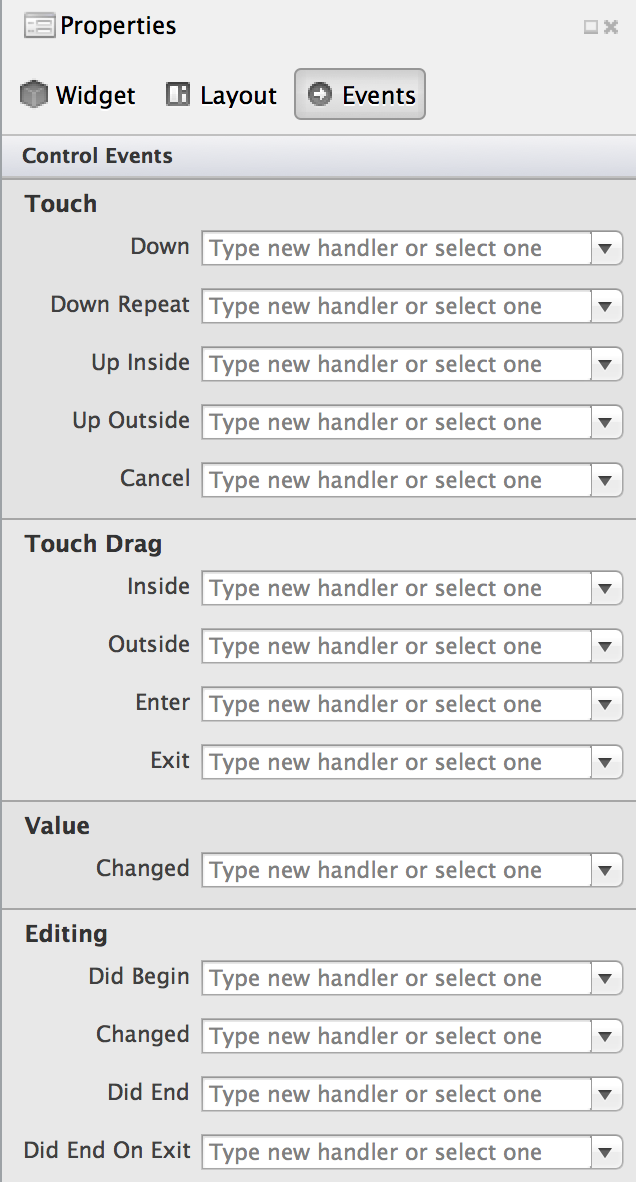 Properties
Widget Layout Events
Control Events
Touch
Down Type new handler or select one
Down Repeat Type new handler or select one
Up Inside Type new handler or select one
Up Outside Type new handler or select one
Cancel Type new handler or select one
Touch Drag
Inside Type new handler or select one
Outside Type new handler or select one
Enter Type new handler or select one
Exit Type new handler or select one
Value
Changed Type new handler or select one
Editing
Did Begin Type new handler or select one
Changed Type new handler or select one
Did End Type new handler or select one
Did End On Exit Type new handler or select one